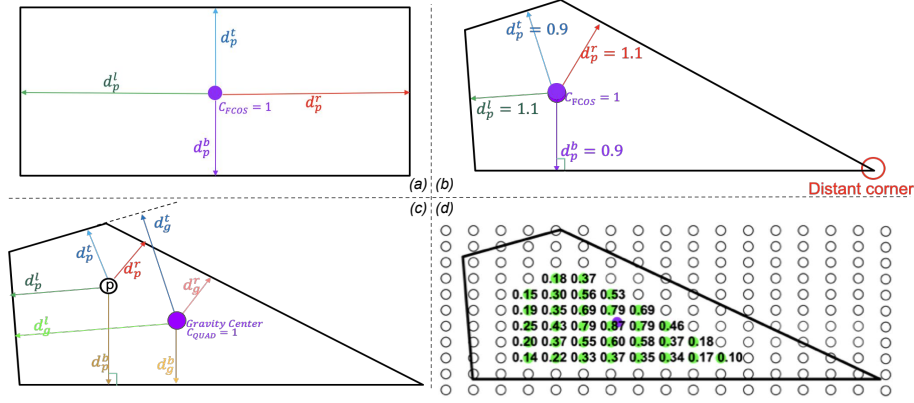 d_p^t
d_p^l
C_FCOS = 1
d_p^r
d_p^b
(a)
d_p^t = 0.9
d_p^r = 1.1
C_FCOS = 1
d_p^l = 1.1
d_p^b = 0.9
(b)
Distant corner
(c)
d_g^t
d_p^t
d_p^r
d_p^l
p
d_g^r
d_g^l
Gravity Center
C_QUAD = 1
d_p^b
d_g^b
(d)
0.18 0.37
0.15 0.30 0.56 0.53
0.19 0.35 0.69 0.79 0.69
0.25 0.43 0.79 0.87 0.79 0.46
0.20 0.37 0.55 0.60 0.58 0.37 0.18
0.14 0.22 0.33 0.37 0.35 0.34 0.17 0.10